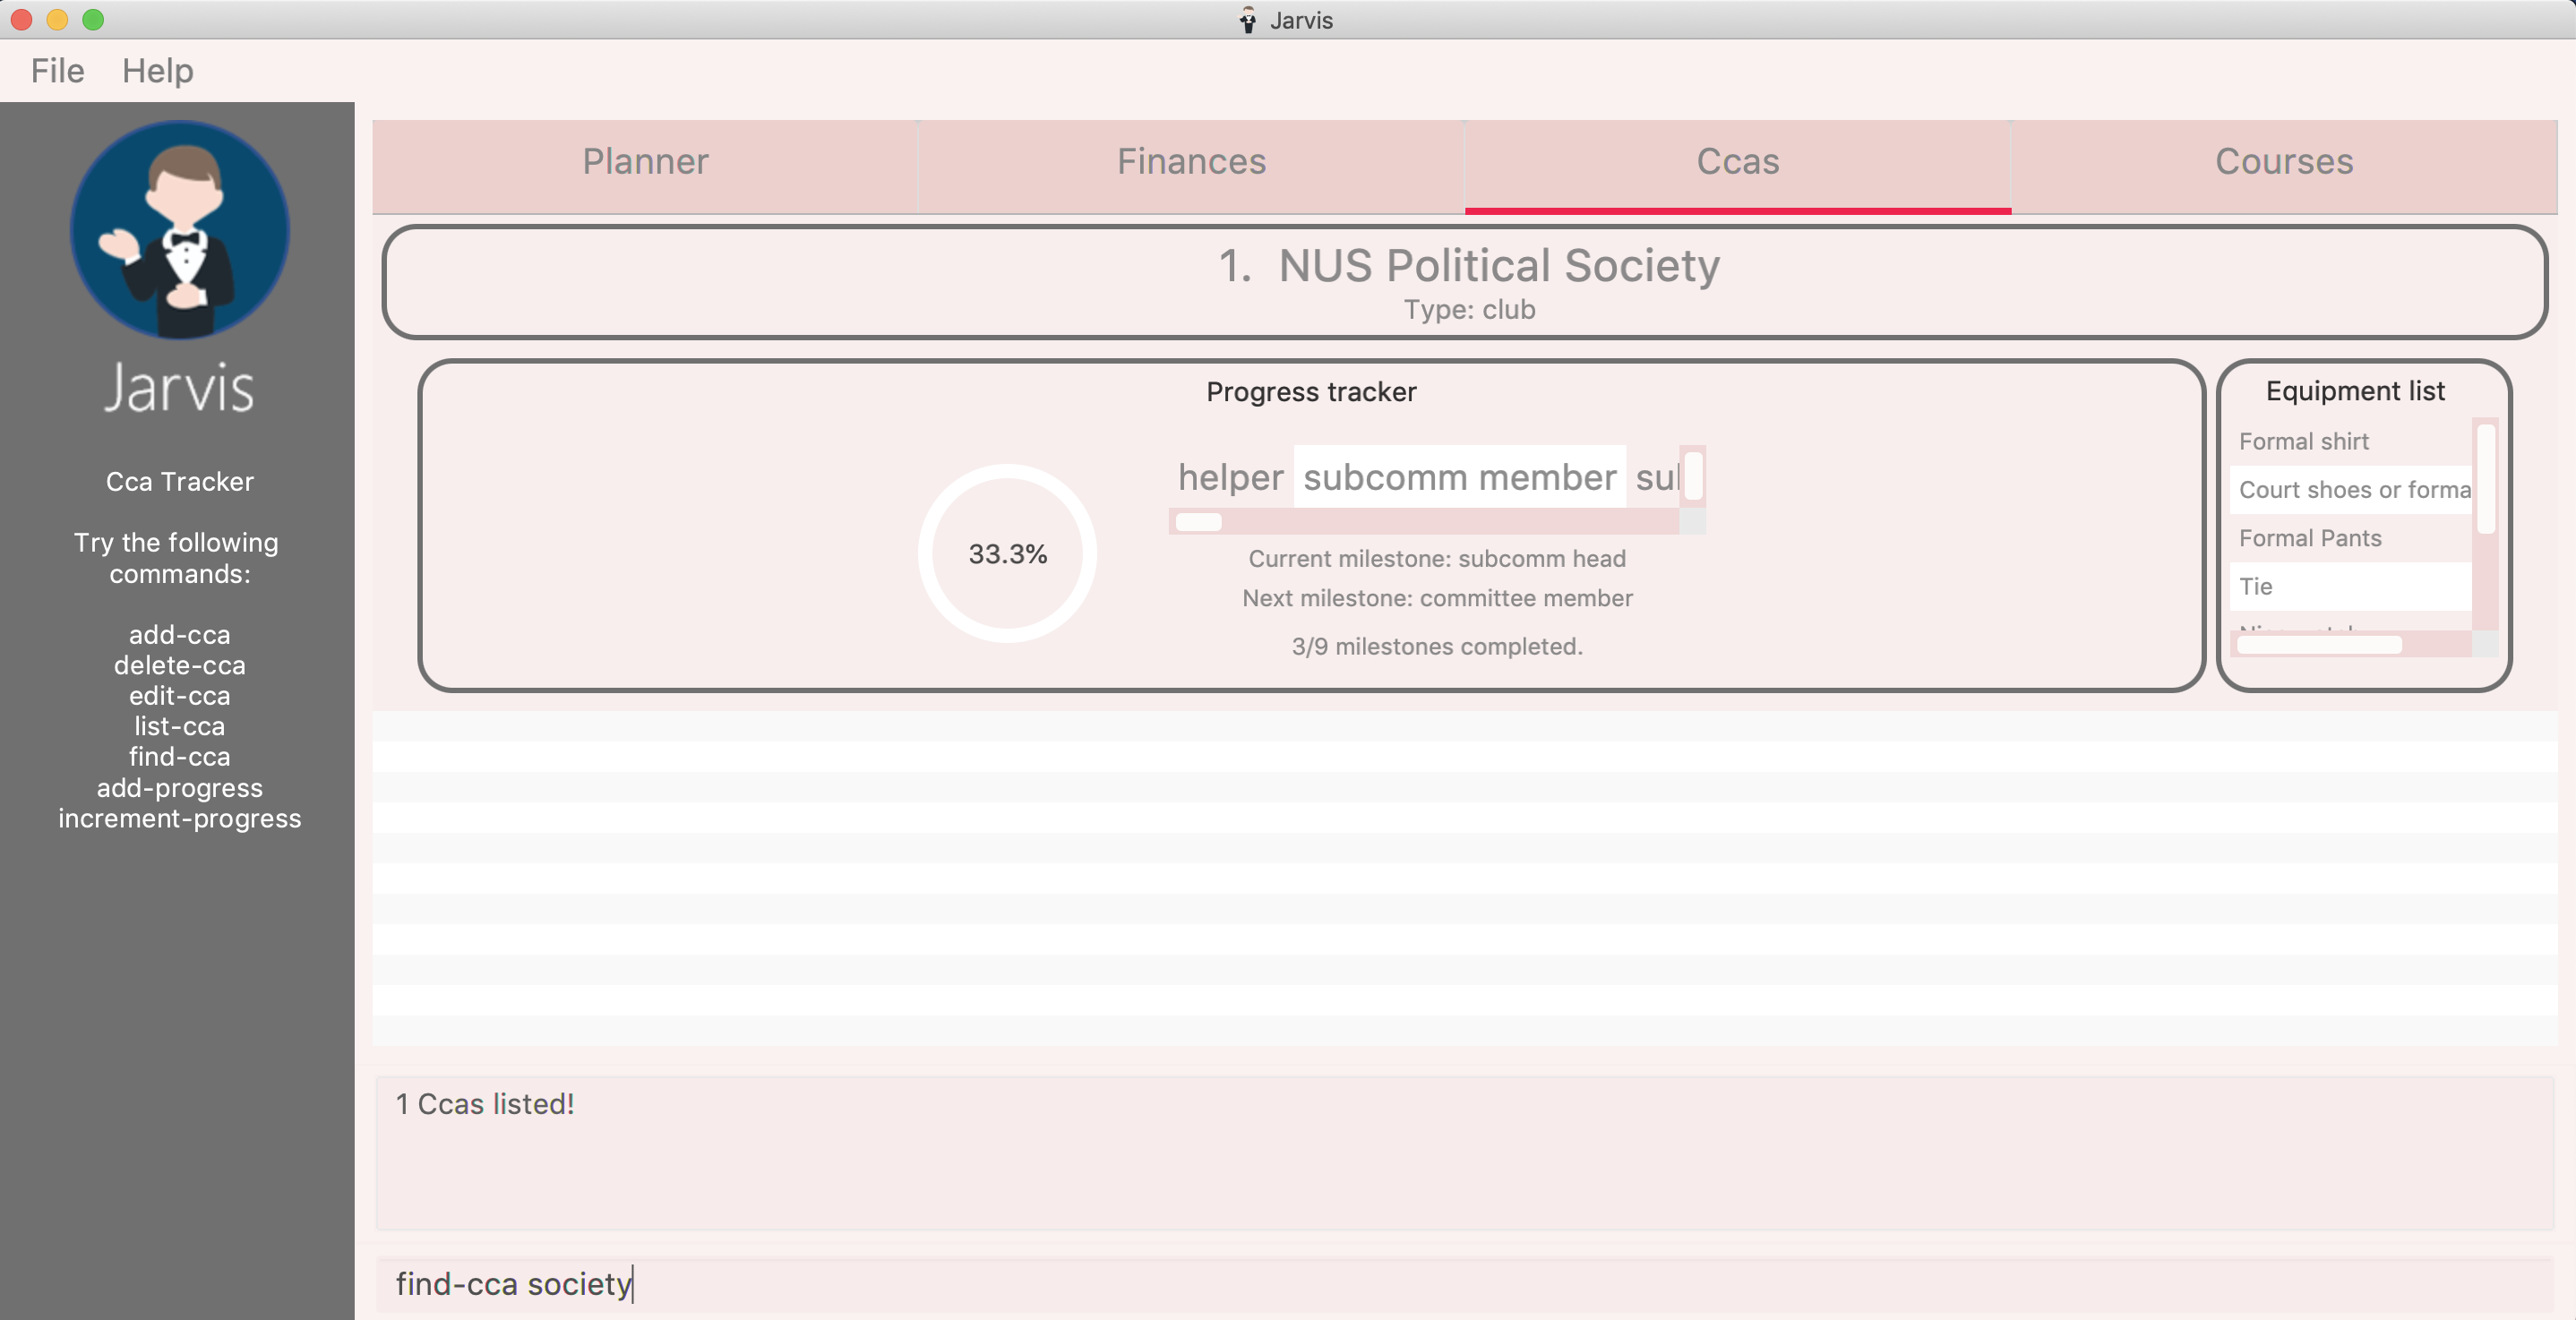 Jarvis
File Help
Jarvis
Cca Tracker
Try the following
commands:
add-cca
delete-cca
edit-cca
list-cca
find-cca
add-progress
increment-progress
Planner Finances Ccas Courses
1. NUS Political Society
Type: club
Progress tracker
33.3%
helper subcomm member
Current milestone: subcomm head
Next milestone: committee member
3/9 milestones completed.
Equipment list
Formal shirt
Court shoes or forma
Formal Pants
Tie
1 Ccas listed!
find-cca society